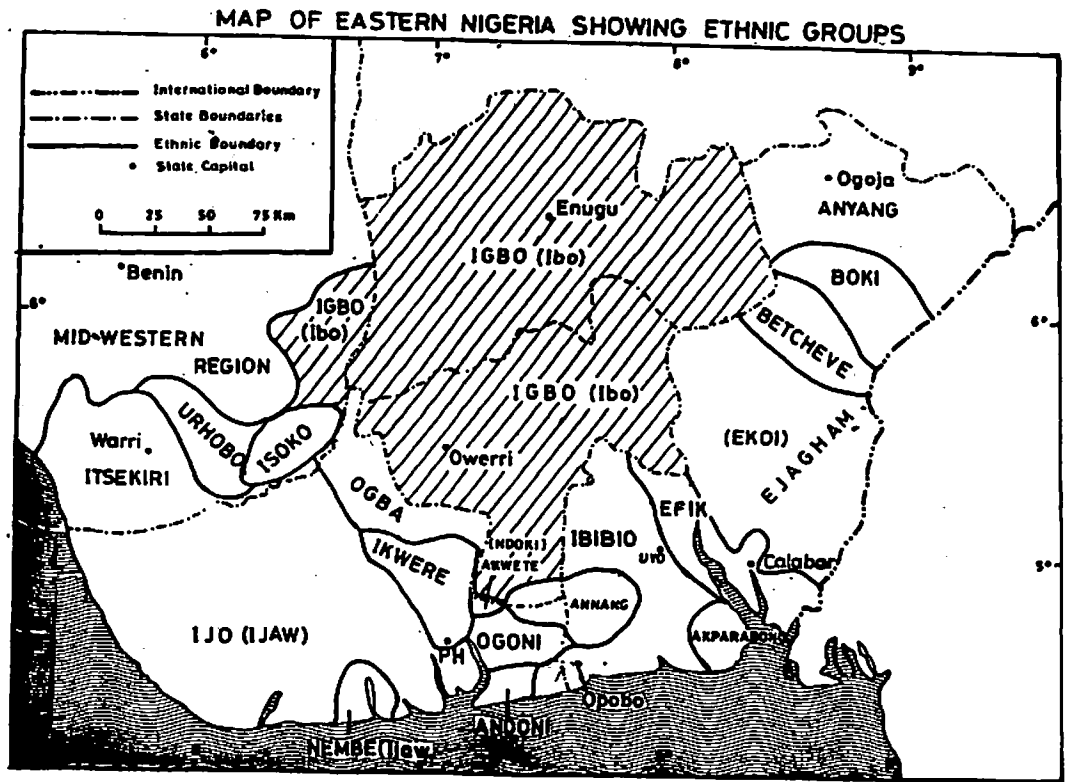 MAP OF EASTERN NIGERIA SHOWING ETHNIC GROUPS
7°
8°
9°
International Boundary
State Boundaries
Ethnic Boundary
State Capital
0 25 50 75 Km
Ogoja
ANYANG
Enugu
IGBO (Ibo)
Benin
BOKI
6°
IGBO
(Ibo)
6°
MID-WESTERN
REGION
BETCHEVE
IGBO (Ibo)
URHOBO
ISOKO
Warri
ITSEKIRI
(EKOI)
EJAGHAM
Owerri
OGBA
EFIK
IBIBIO
UYO
(NDOKI)
AKWETE
IKWERE
Calabar
ANNANG
IJO (IJAW)
PH
OGONI
Opobo
ANDONI